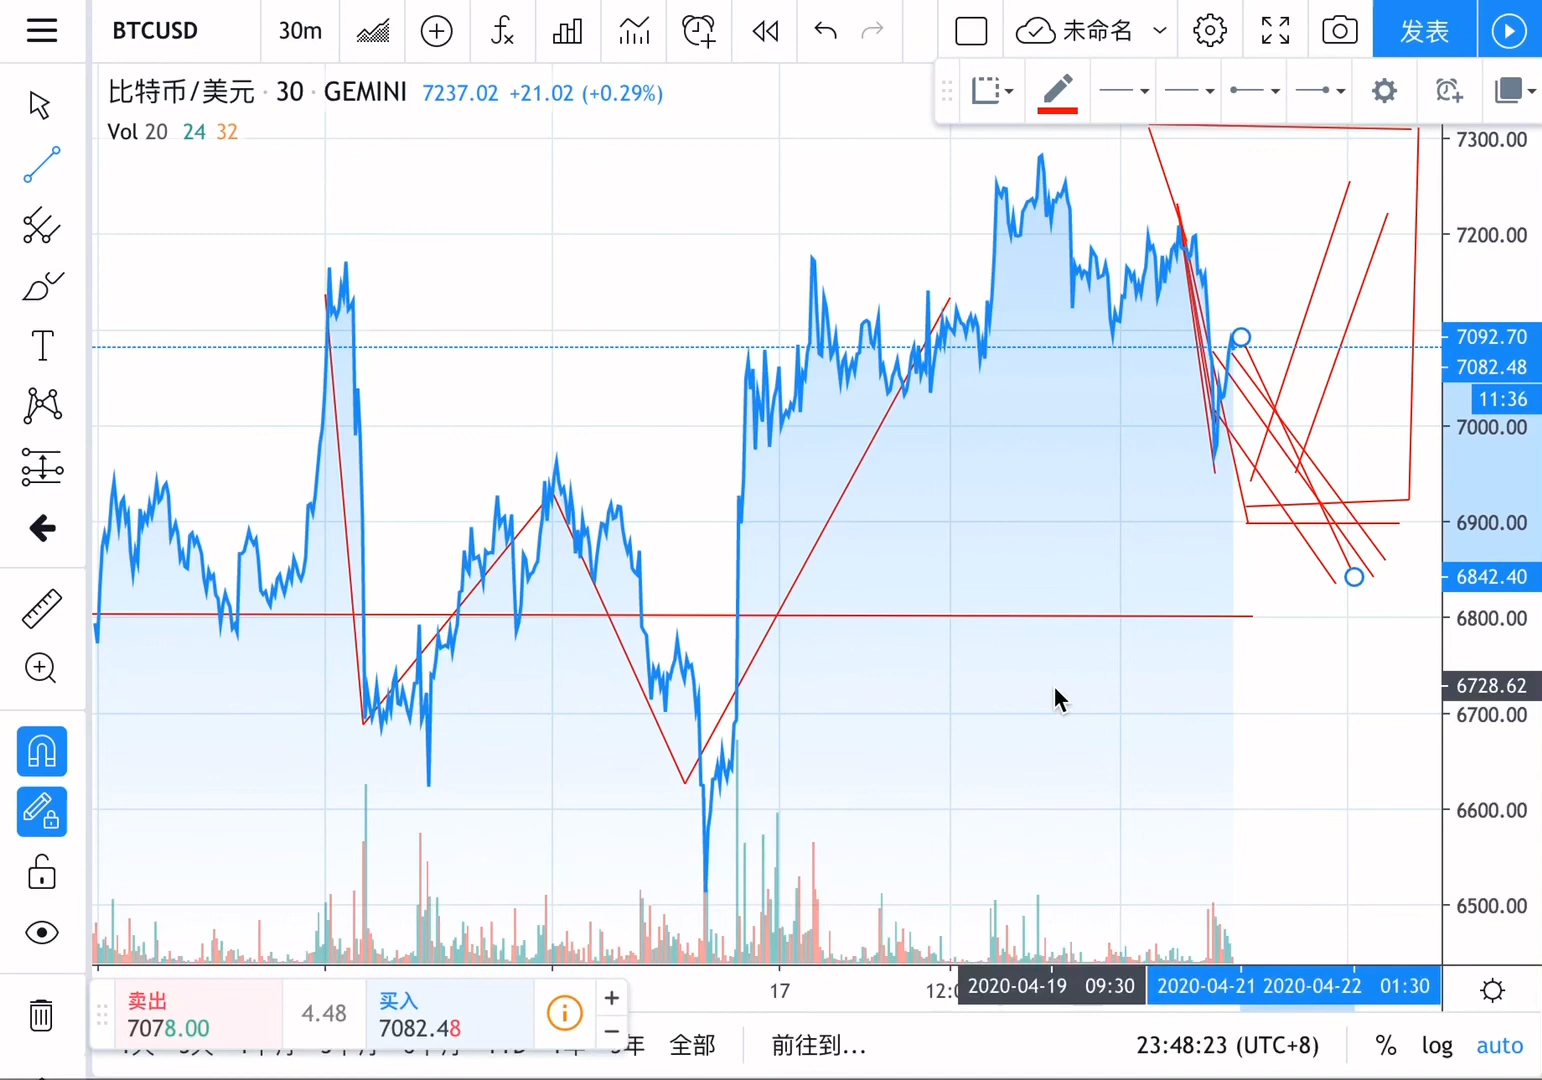 BTCUSD 30m 未命名 发表
比特币/美元 · 30 · GEMINI 7237.02 +21.02 (+0.29%)
Vol 20 24 32
7300.00
7200.00
7092.70
7082.48
11:36
7000.00
6900.00
6842.40
6800.00
6728.62
6700.00
6600.00
6500.00
17 12:0 2020-04-19 09:30 2020-04-21 2020-04-22 01:30
卖出 4.48 买入
7078.00 7082.48
年 全部 前往到... 23:48:23 (UTC+8) % log auto